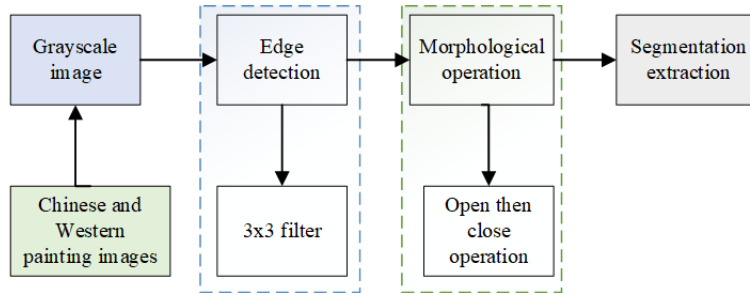 Grayscale
image
Edge
detection
Morphological
operation
Segmentation
extraction
Chinese and
Western
painting images
3x3 filter
Open then
close
operation